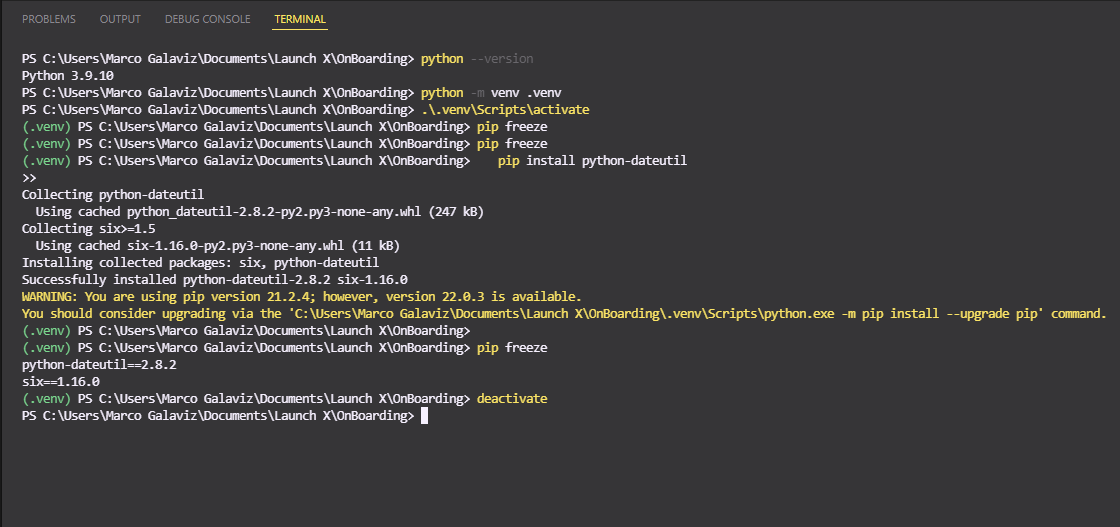 PROBLEMS OUTPUT DEBUG CONSOLE TERMINAL
PS C:\Users\Marco Galaviz\Documents\Launch X\OnBoarding> python --version
Python 3.9.10
PS C:\Users\Marco Galaviz\Documents\Launch X\OnBoarding> python -m venv .venv
PS C:\Users\Marco Galaviz\Documents\Launch X\OnBoarding> .\.venv\Scripts\activate
(.venv) PS C:\Users\Marco Galaviz\Documents\Launch X\OnBoarding> pip freeze
(.venv) PS C:\Users\Marco Galaviz\Documents\Launch X\OnBoarding> pip freeze
(.venv) PS C:\Users\Marco Galaviz\Documents\Launch X\OnBoarding>    pip install python-dateutil
>>
Collecting python-dateutil
  Using cached python_dateutil-2.8.2-py2.py3-none-any.whl (247 kB)
Collecting six>=1.5
  Using cached six-1.16.0-py2.py3-none-any.whl (11 kB)
Installing collected packages: six, python-dateutil
Successfully installed python-dateutil-2.8.2 six-1.16.0
WARNING: You are using pip version 21.2.4; however, version 22.0.3 is available.
You should consider upgrading via the 'C:\Users\Marco Galaviz\Documents\Launch X\OnBoarding\.venv\Scripts\python.exe -m pip install --upgrade pip' command.
(.venv) PS C:\Users\Marco Galaviz\Documents\Launch X\OnBoarding>
(.venv) PS C:\Users\Marco Galaviz\Documents\Launch X\OnBoarding> pip freeze
python-dateutil==2.8.2
six==1.16.0
(.venv) PS C:\Users\Marco Galaviz\Documents\Launch X\OnBoarding> deactivate
PS C:\Users\Marco Galaviz\Documents\Launch X\OnBoarding>